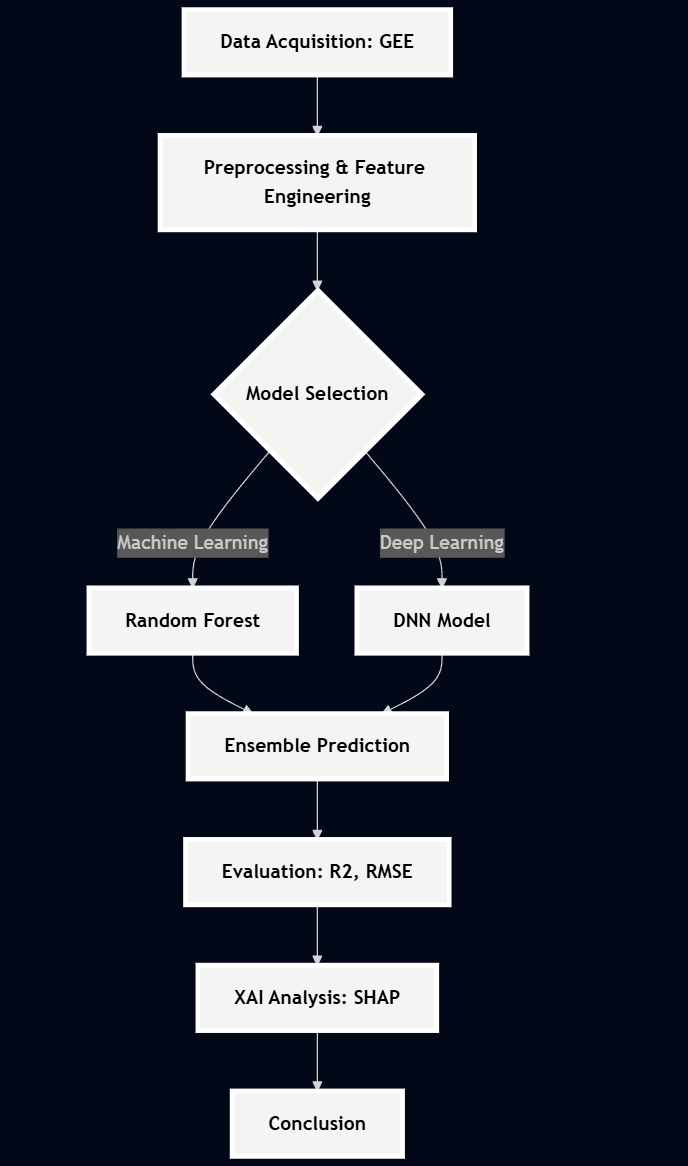 Data Acquisition: GEE
Preprocessing & Feature
Engineering
Model Selection
Machine Learning
Deep Learning
Random Forest
DNN Model
Ensemble Prediction
Evaluation: R2, RMSE
XAI Analysis: SHAP
Conclusion